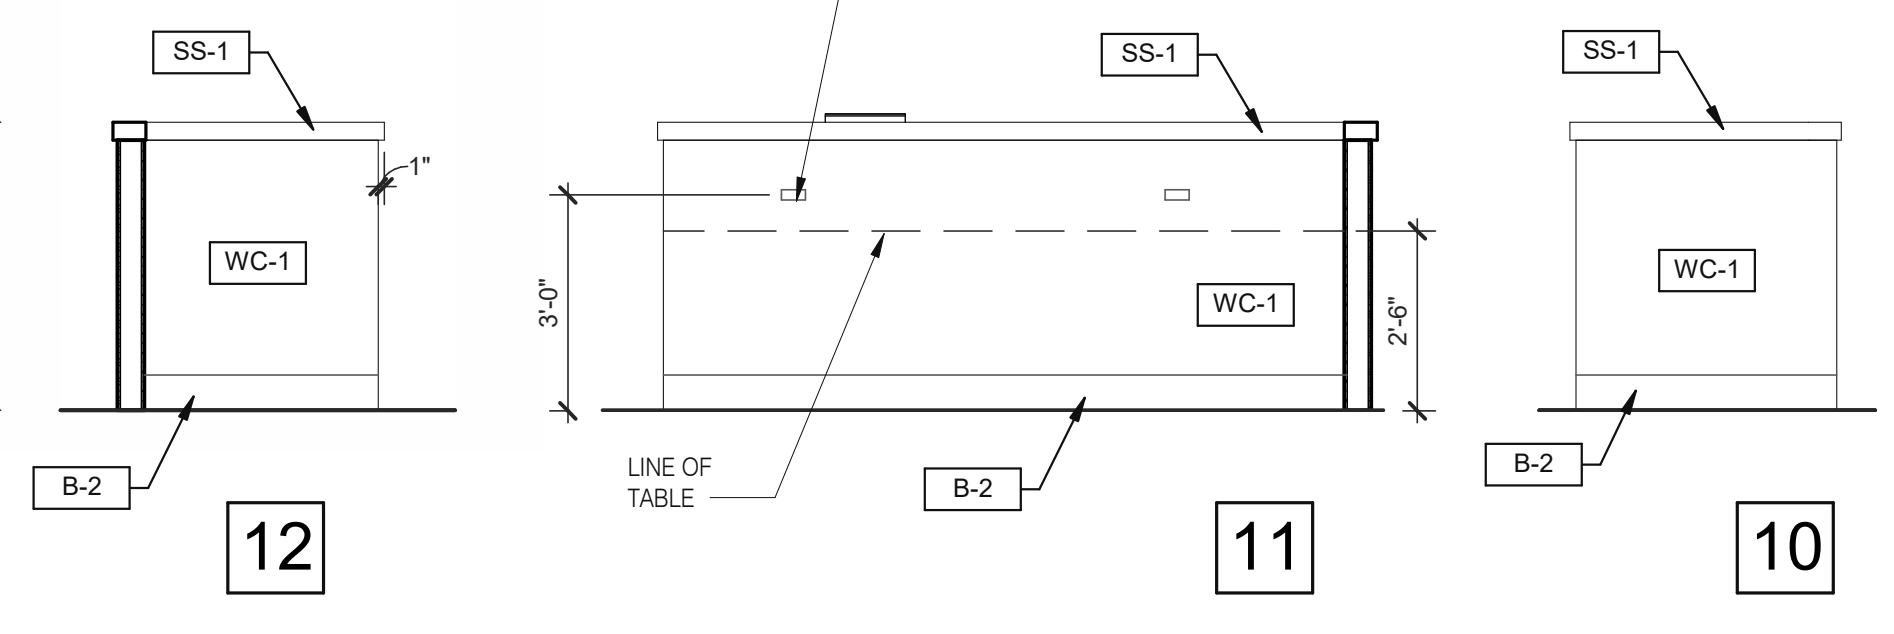 SS-1
1"
WC-1
B-2
12
SS-1
3'-0"
WC-1
2'-6"
LINE OF
TABLE
B-2
11
SS-1
WC-1
B-2
10